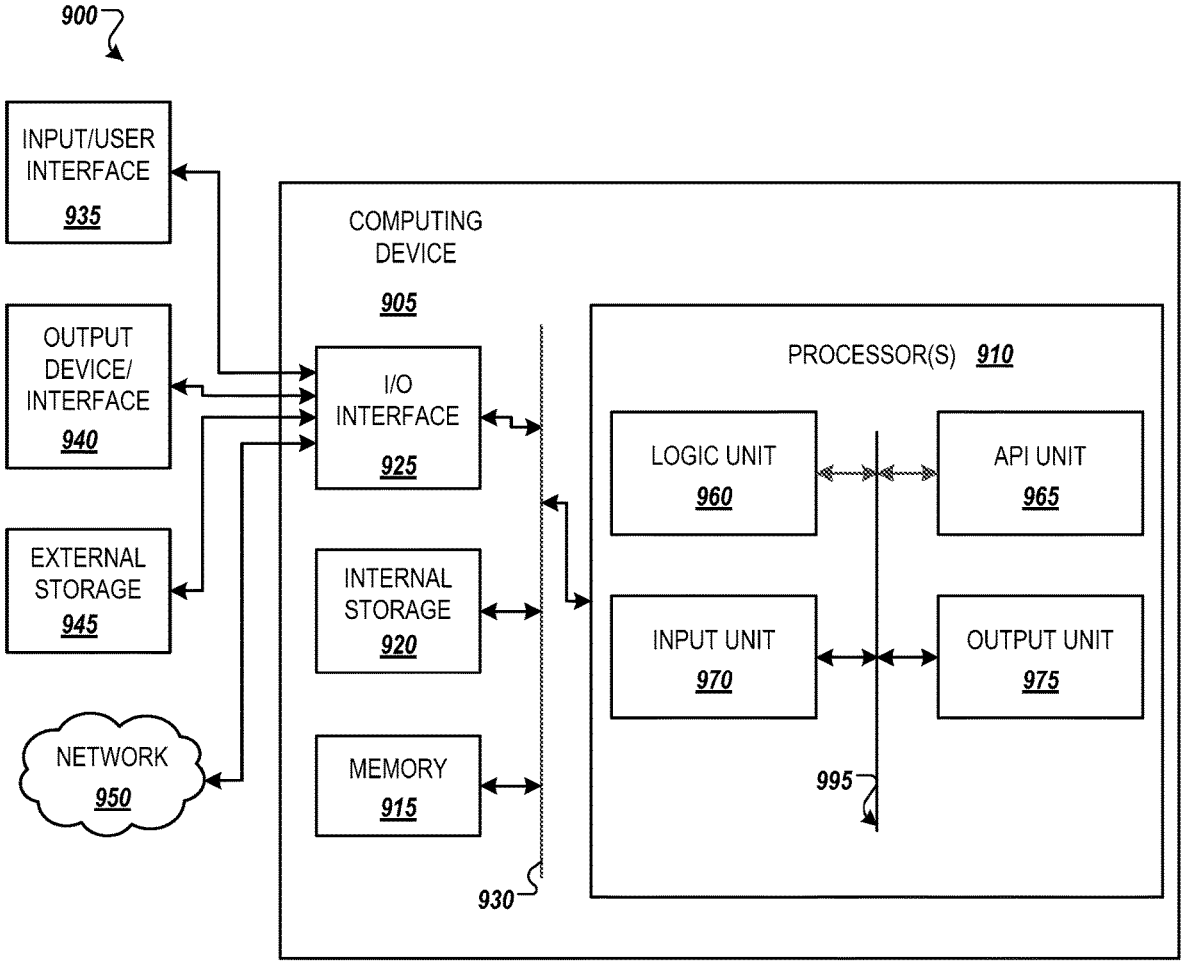 900
INPUT/USER
INTERFACE
935
OUTPUT
DEVICE/
INTERFACE
940
EXTERNAL
STORAGE
945
NETWORK
950
COMPUTING
DEVICE
905
I/O
INTERFACE
925
INTERNAL
STORAGE
920
MEMORY
915
930
PROCESSOR(S) 910
LOGIC UNIT
960
API UNIT
965
INPUT UNIT
970
OUTPUT UNIT
975
995